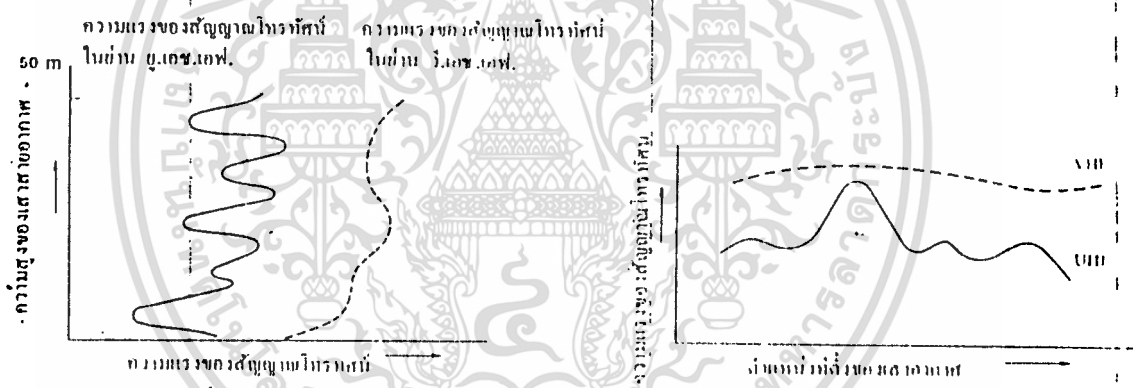 ความแรงของสัญญาณโทรทัศน์
ในย่าน ยู.เอช.เอฟ.
ความแรงของสัญญาณโทรทัศน์
ในย่าน วี.เอช.เอฟ.
50 m
ความสูงของเสาสายอากาศ
ความแรงของสัญญาณโทรทัศน์
ความแรงของสัญญาณโทรทัศน์
VHF
UHF
ตำแหน่งที่ตั้งของเสาอากาศ